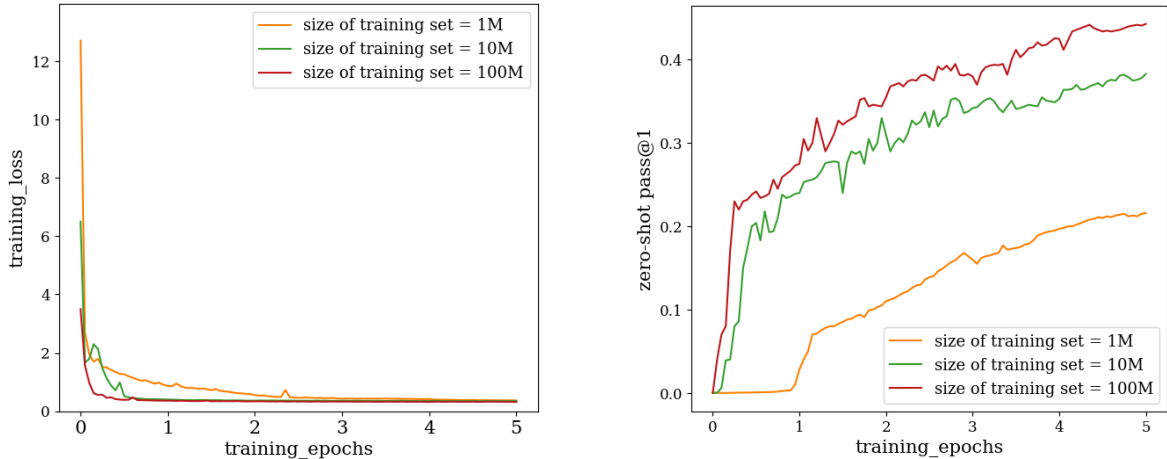 training_loss
12
10
8
6
4
2
0
0 1 2 3 4 5
training_epochs
size of training set = 1M
size of training set = 10M
size of training set = 100M
zero-shot pass@1
0.4
0.3
0.2
0.1
0.0
0 1 2 3 4 5
training_epochs
size of training set = 1M
size of training set = 10M
size of training set = 100M